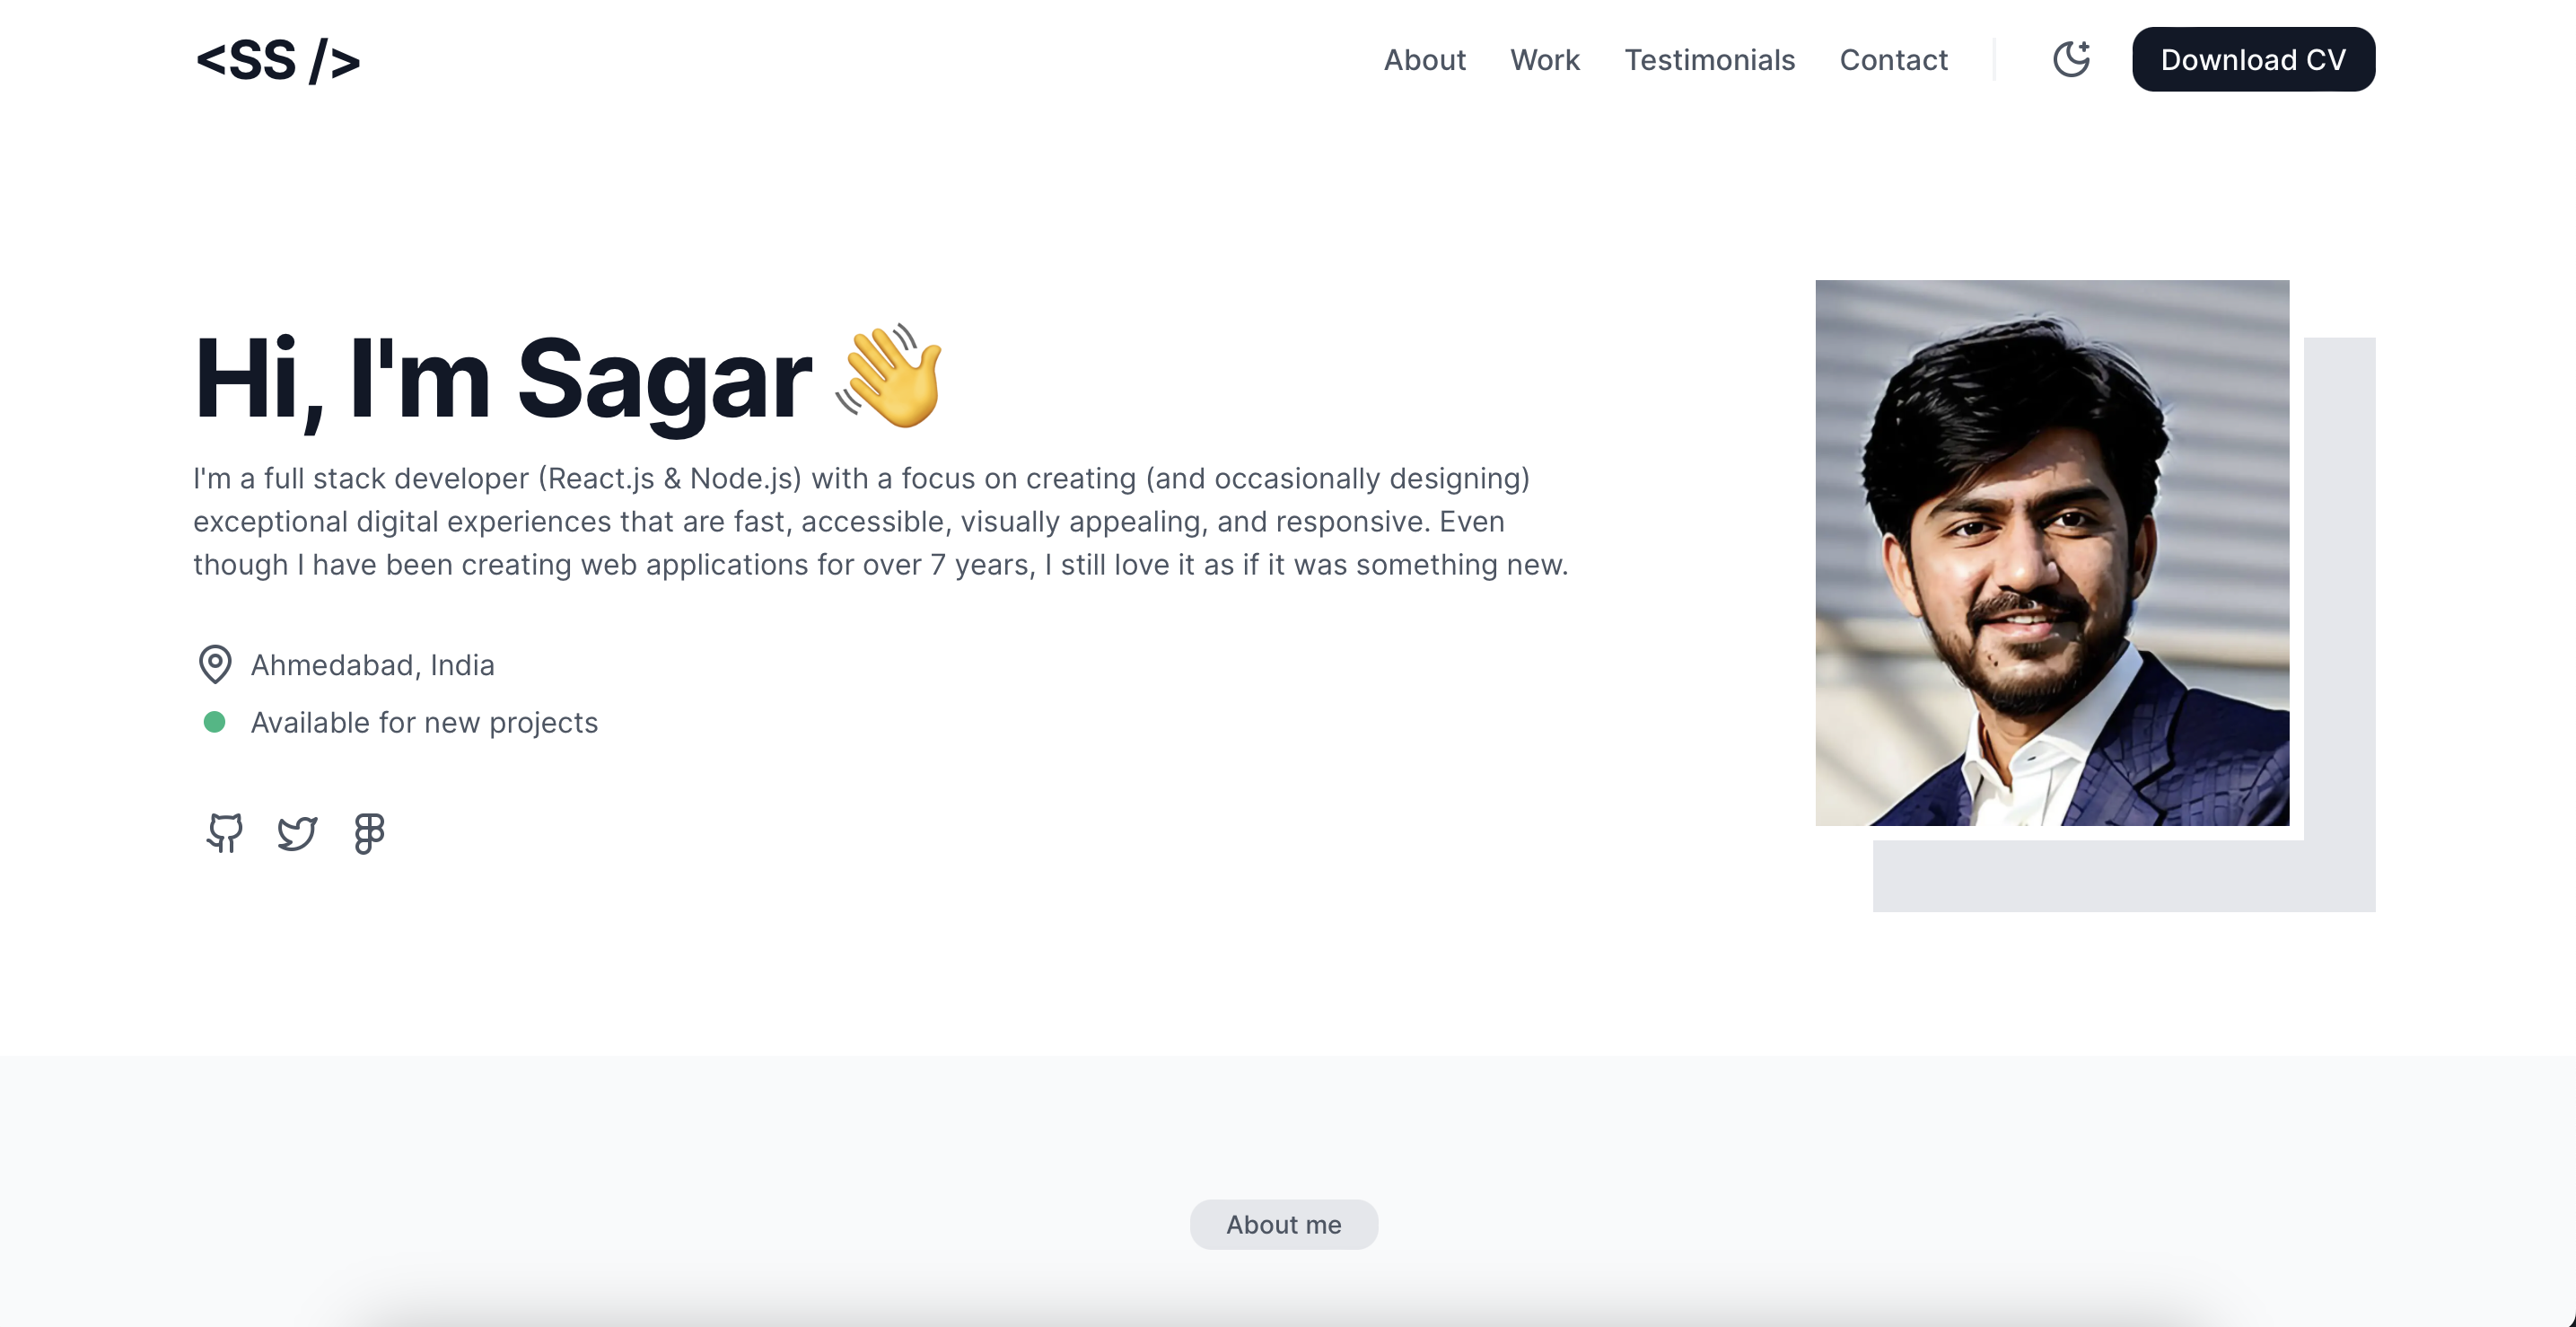 <SS />
About
Work
Testimonials
Contact
Download CV
Hi, I'm Sagar 👋
I'm a full stack developer (React.js & Node.js) with a focus on creating (and occasionally designing)
exceptional digital experiences that are fast, accessible, visually appealing, and responsive. Even
though I have been creating web applications for over 7 years, I still love it as if it was something new.
Ahmedabad, India
Available for new projects
About me